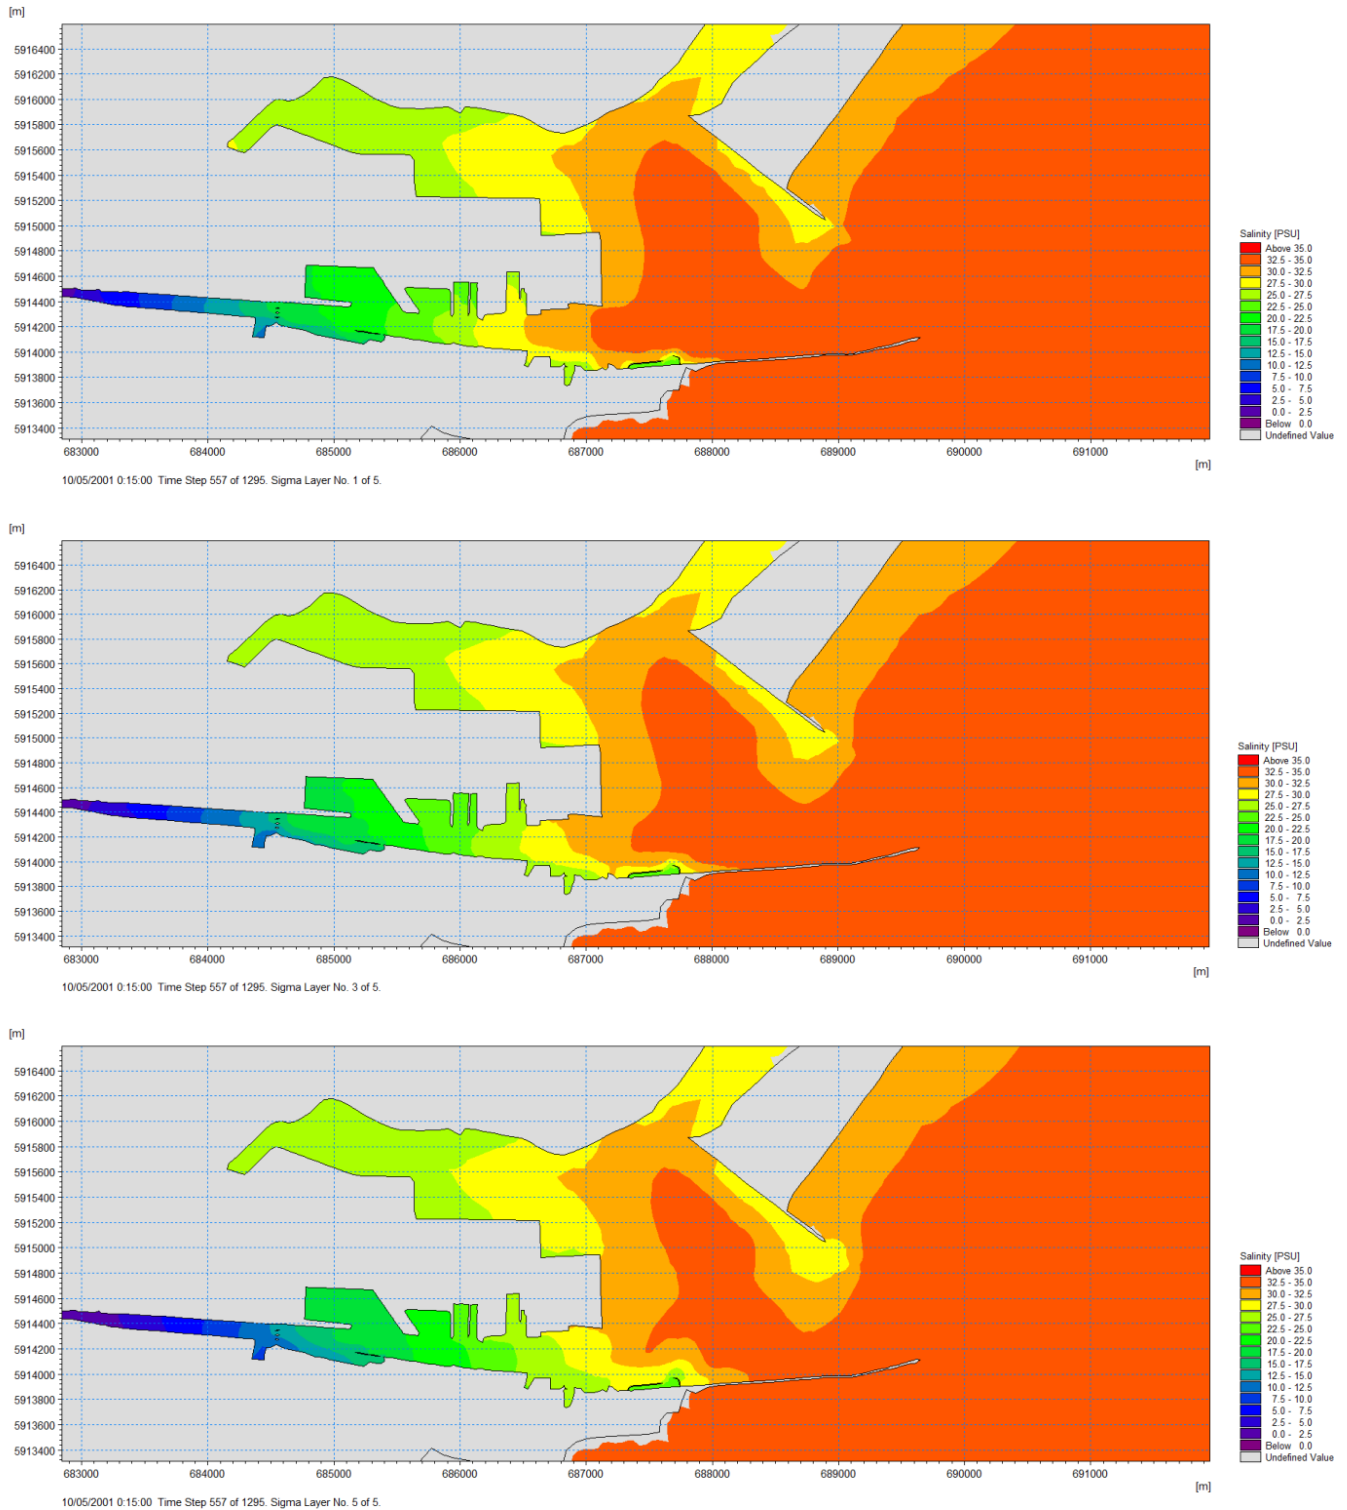 [m]
5916400
5916200
5916000
5915800
5915600
5915400
5915200
5915000
5914800
5914600
5914400
5914200
5914000
5913800
5913600
5913400
683000 684000 685000 686000 687000 688000 689000 690000 691000
[m]
Salinity [PSU]
Above 35.0
32.5 - 35.0
30.0 - 32.5
27.5 - 30.0
25.0 - 27.5
22.5 - 25.0
20.0 - 22.5
17.5 - 20.0
15.0 - 17.5
12.5 - 15.0
10.0 - 12.5
7.5 - 10.0
5.0 - 7.5
2.5 - 5.0
0.0 - 2.5
Below 0.0
Undefined Value
10/05/2001 0:15:00 Time Step 557 of 1295. Sigma Layer No. 1 of 5.
[m]
5916400
5916200
5916000
5915800
5915600
5915400
5915200
5915000
5914800
5914600
5914400
5914200
5914000
5913800
5913600
5913400
683000 684000 685000 686000 687000 688000 689000 690000 691000
[m]
Salinity [PSU]
Above 35.0
32.5 - 35.0
30.0 - 32.5
27.5 - 30.0
25.0 - 27.5
22.5 - 25.0
20.0 - 22.5
17.5 - 20.0
15.0 - 17.5
12.5 - 15.0
10.0 - 12.5
7.5 - 10.0
5.0 - 7.5
2.5 - 5.0
0.0 - 2.5
Below 0.0
Undefined Value
10/05/2001 0:15:00 Time Step 557 of 1295. Sigma Layer No. 3 of 5.
[m]
5916400
5916200
5916000
5915800
5915600
5915400
5915200
5915000
5914800
5914600
5914400
5914200
5914000
5913800
5913600
5913400
683000 684000 685000 686000 687000 688000 689000 690000 691000
[m]
Salinity [PSU]
Above 35.0
32.5 - 35.0
30.0 - 32.5
27.5 - 30.0
25.0 - 27.5
22.5 - 25.0
20.0 - 22.5
17.5 - 20.0
15.0 - 17.5
12.5 - 15.0
10.0 - 12.5
7.5 - 10.0
5.0 - 7.5
2.5 - 5.0
0.0 - 2.5
Below 0.0
Undefined Value
10/05/2001 0:15:00 Time Step 557 of 1295. Sigma Layer No. 5 of 5.